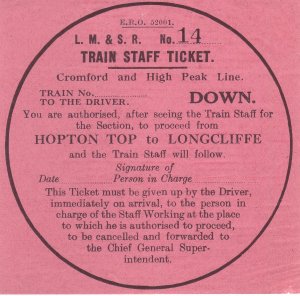 E.R.O. 52001.
L. M. & S. R. No. 14
TRAIN STAFF TICKET.
Cromford and High Peak Line.
TRAIN No.
TO THE DRIVER. DOWN.
You are authorised, after seeing the Train Staff for
the Section, to proceed from
HOPTON TOP to LONGCLIFFE
and the Train Staff will follow.
Signature of
Date Person in Charge
This Ticket must be given up by the Driver,
immediately on arrival, to the person in
charge of the Staff Working at the place
to which he is authorised to proceed,
to be cancelled and forwarded to
the Chief General Super-
intendent.